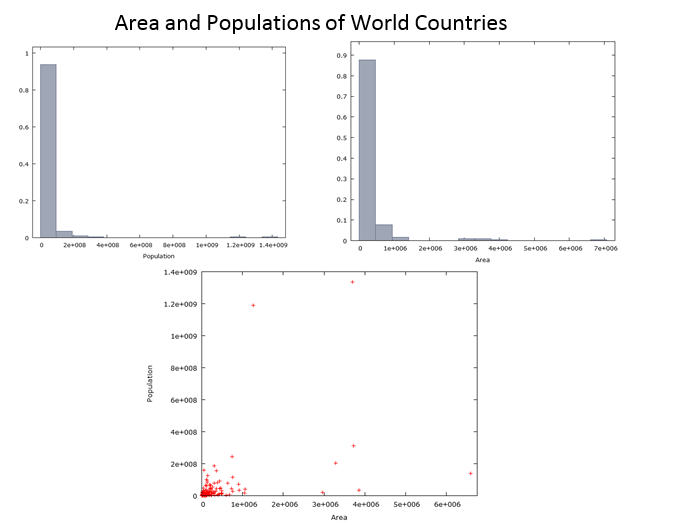 Area and Populations of World Countries
1
0.8
0.6
0.4
0.2
0
0 2e+008 4e+008 6e+008 8e+008 1e+009 1.2e+009 1.4e+009
Population
0.9
0.8
0.7
0.6
0.5
0.4
0.3
0.2
0.1
0
0 1e+006 2e+006 3e+006 4e+006 5e+006 6e+006 7e+006
Area
1.4e+009
1.2e+009
1e+009
8e+008
6e+008
4e+008
2e+008
0
Population
0 1e+006 2e+006 3e+006 4e+006 5e+006 6e+006
Area